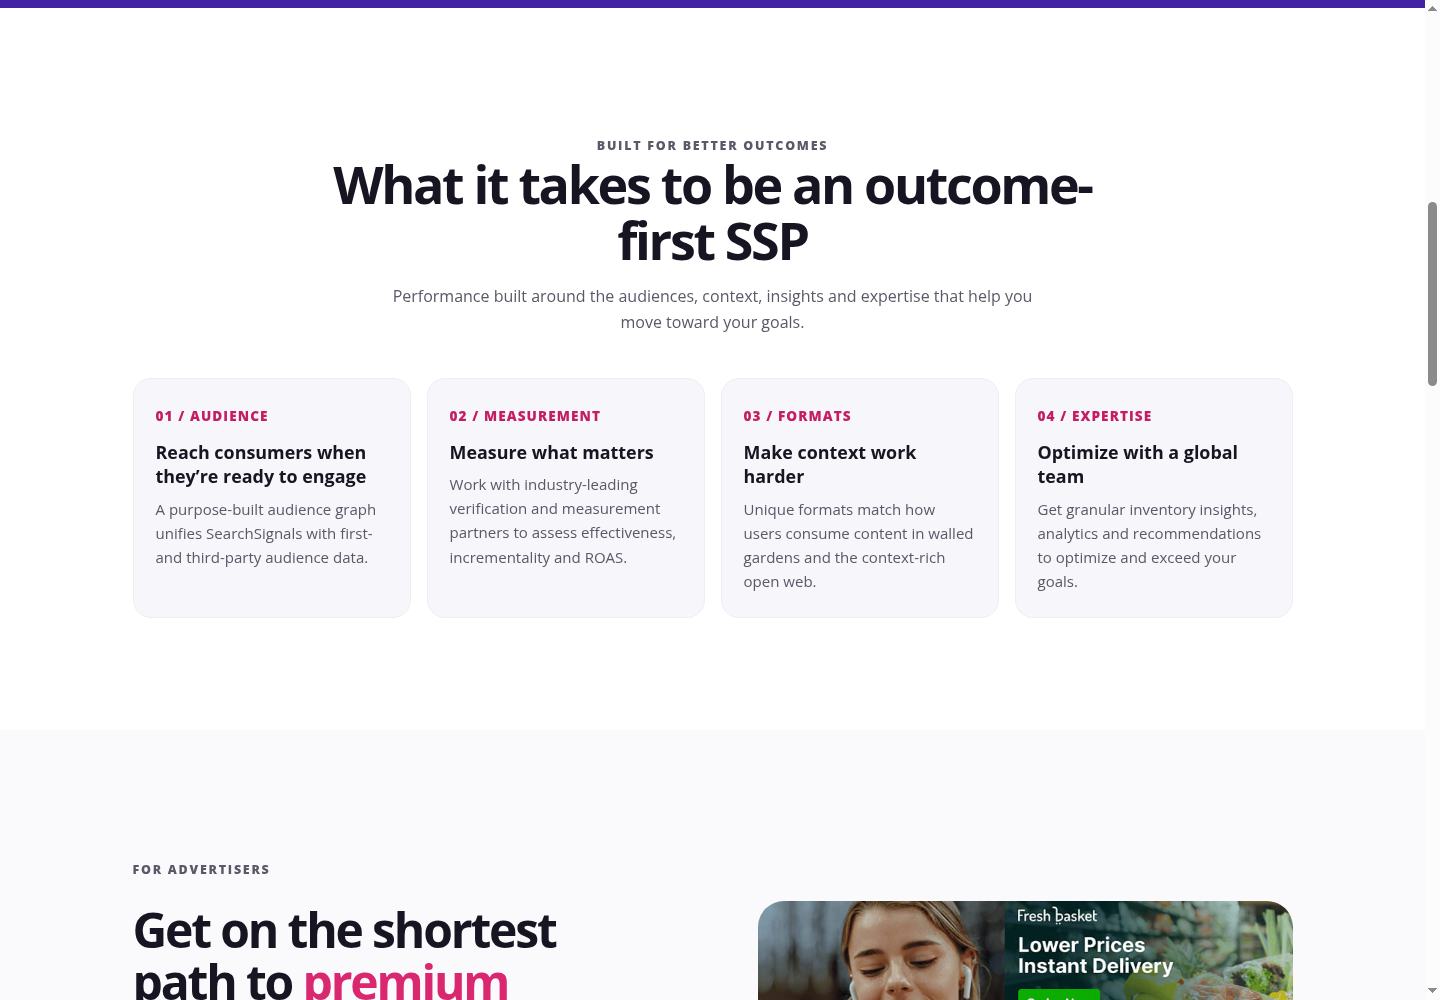 BUILT FOR BETTER OUTCOMES
What it takes to be an outcome-
first SSP
Performance built around the audiences, context, insights and expertise that help you
move toward your goals.
01 / AUDIENCE
Reach consumers when
they’re ready to engage
A purpose-built audience graph
unifies SearchSignals with first-
and third-party audience data.
02 / MEASUREMENT
Measure what matters
Work with industry-leading
verification and measurement
partners to assess effectiveness,
incrementality and ROAS.
03 / FORMATS
Make context work
harder
Unique formats match how
users consume content in walled
gardens and the context-rich
open web.
04 / EXPERTISE
Optimize with a global
team
Get granular inventory insights,
analytics and recommendations
to optimize and exceed your
goals.
FOR ADVERTISERS
Get on the shortest
path to premium
Fresh basket
Lower Prices
Instant Delivery